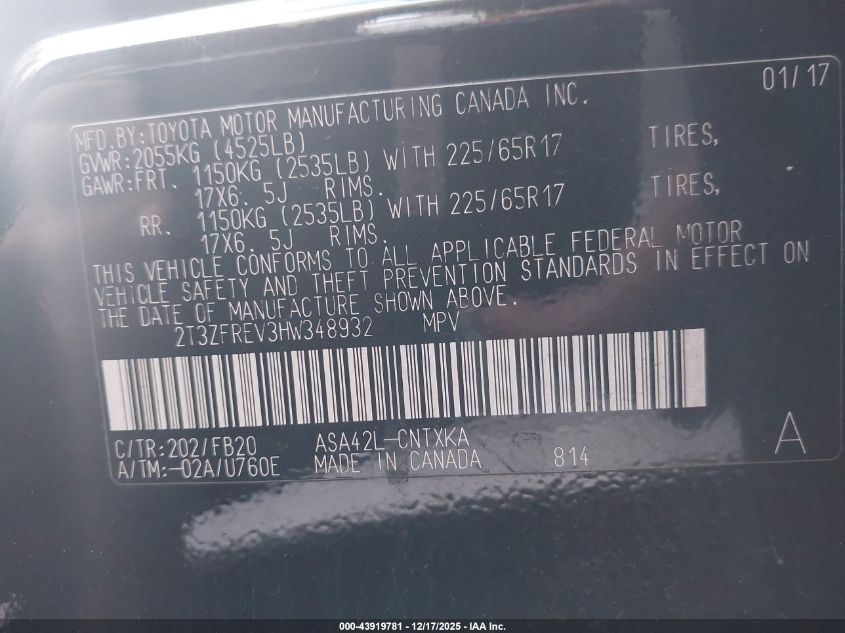 01/17
MFD.BY:TOYOTA MOTOR MANUFACTURING CANADA INC.
GVWR:2055KG (4525LB)
GAWR:FRT. 1150KG (2535LB) WITH 225/65R17 TIRES,
17X6. 5J RIMS.
RR. 1150KG (2535LB) WITH 225/65R17 TIRES,
17X6. 5J RIMS.
THIS VEHICLE CONFORMS TO ALL APPLICABLE FEDERAL MOTOR
VEHICLE SAFETY AND THEFT PREVENTION STANDARDS IN EFFECT ON
THE DATE OF MANUFACTURE SHOWN ABOVE.
2T3ZFREV3HW348932 MPV
C/TR:202/FB20 ASA42L-CNTXKA A
A/TM:-02A/U760E MADE IN CANADA 814
000-43919781 - 12/17/2025 - IAA Inc.